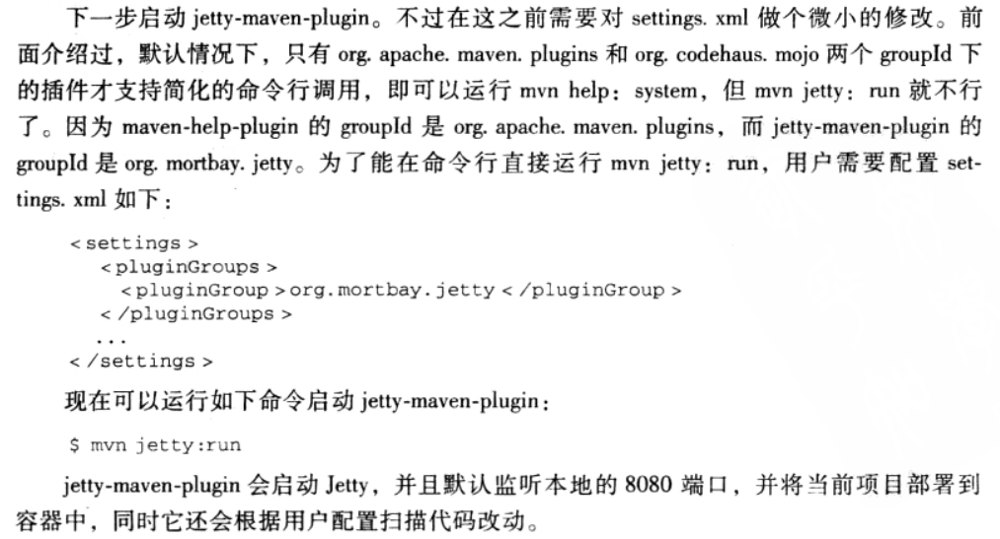 下一步启动 jetty-maven-plugin。不过在这之前需要对 settings. xml 做个微小的修改。前
面介绍过，默认情况下，只有 org. apache. maven. plugins 和 org. codehaus. mojo 两个 groupId 下
的插件才支持简化的命令行调用，即可以运行 mvn help：system，但 mvn jetty：run 就不行
了。因为 maven-help-plugin 的 groupId 是 org. apache. maven. plugins，而 jetty-maven-plugin 的
groupId 是 org. mortbay. jetty。为了能在命令行直接运行 mvn jetty：run，用户需要配置 set-
tings. xml 如下：
<settings>
<pluginGroups>
<pluginGroup>org.mortbay.jetty</pluginGroup>
</pluginGroups>
...
</settings>
现在可以运行如下命令启动 jetty-maven-plugin：
$ mvn jetty:run
jetty-maven-plugin 会启动 Jetty，并且默认监听本地的 8080 端口，并将当前项目部署到
容器中，同时它还会根据用户配置扫描代码改动。